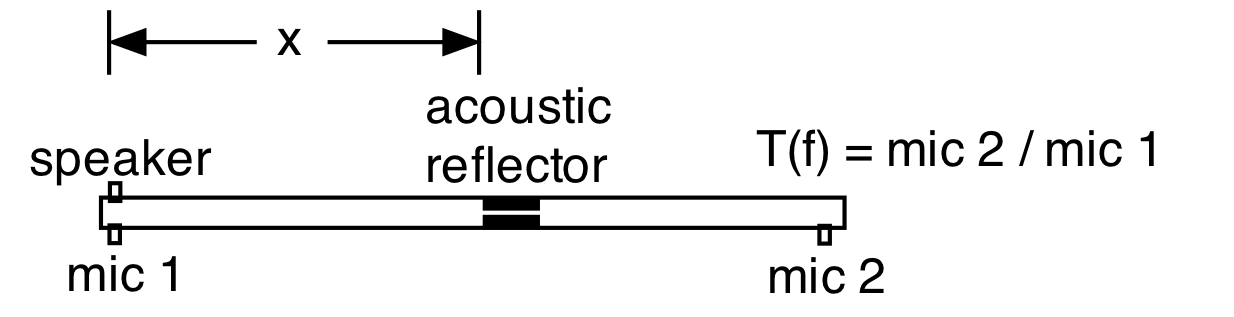 x
acoustic
reflector
speaker
T(f) = mic 2 / mic 1
mic 1
mic 2